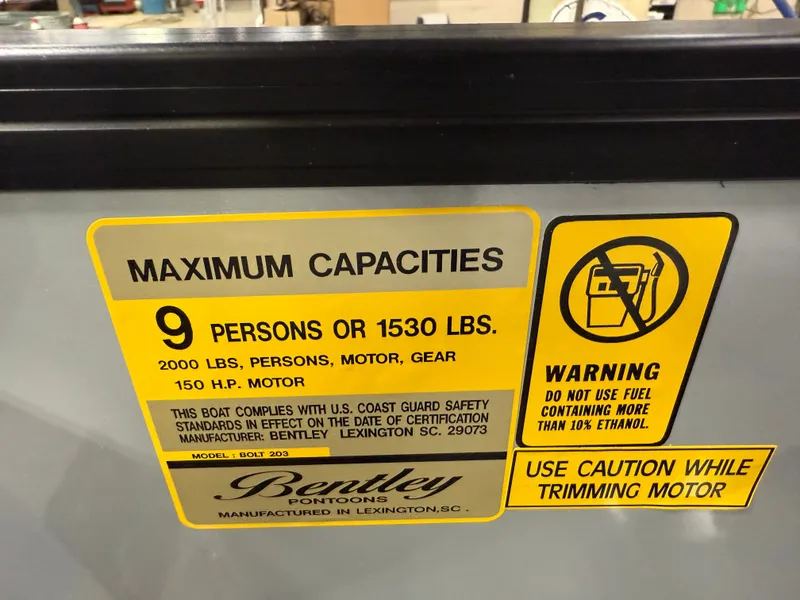 MAXIMUM CAPACITIES
9 PERSONS OR 1530 LBS.
2000 LBS, PERSONS, MOTOR, GEAR
150 H.P. MOTOR
THIS BOAT COMPLIES WITH U.S. COAST GUARD SAFETY
STANDARDS IN EFFECT ON THE DATE OF CERTIFICATION
MANUFACTURER: BENTLEY LEXINGTON SC. 29073
MODEL : BOLT 203
Bentley
PONTOONS
MANUFACTURED IN LEXINGTON,SC.
WARNING
DO NOT USE FUEL
CONTAINING MORE
THAN 10% ETHANOL.
USE CAUTION WHILE
TRIMMING MOTOR